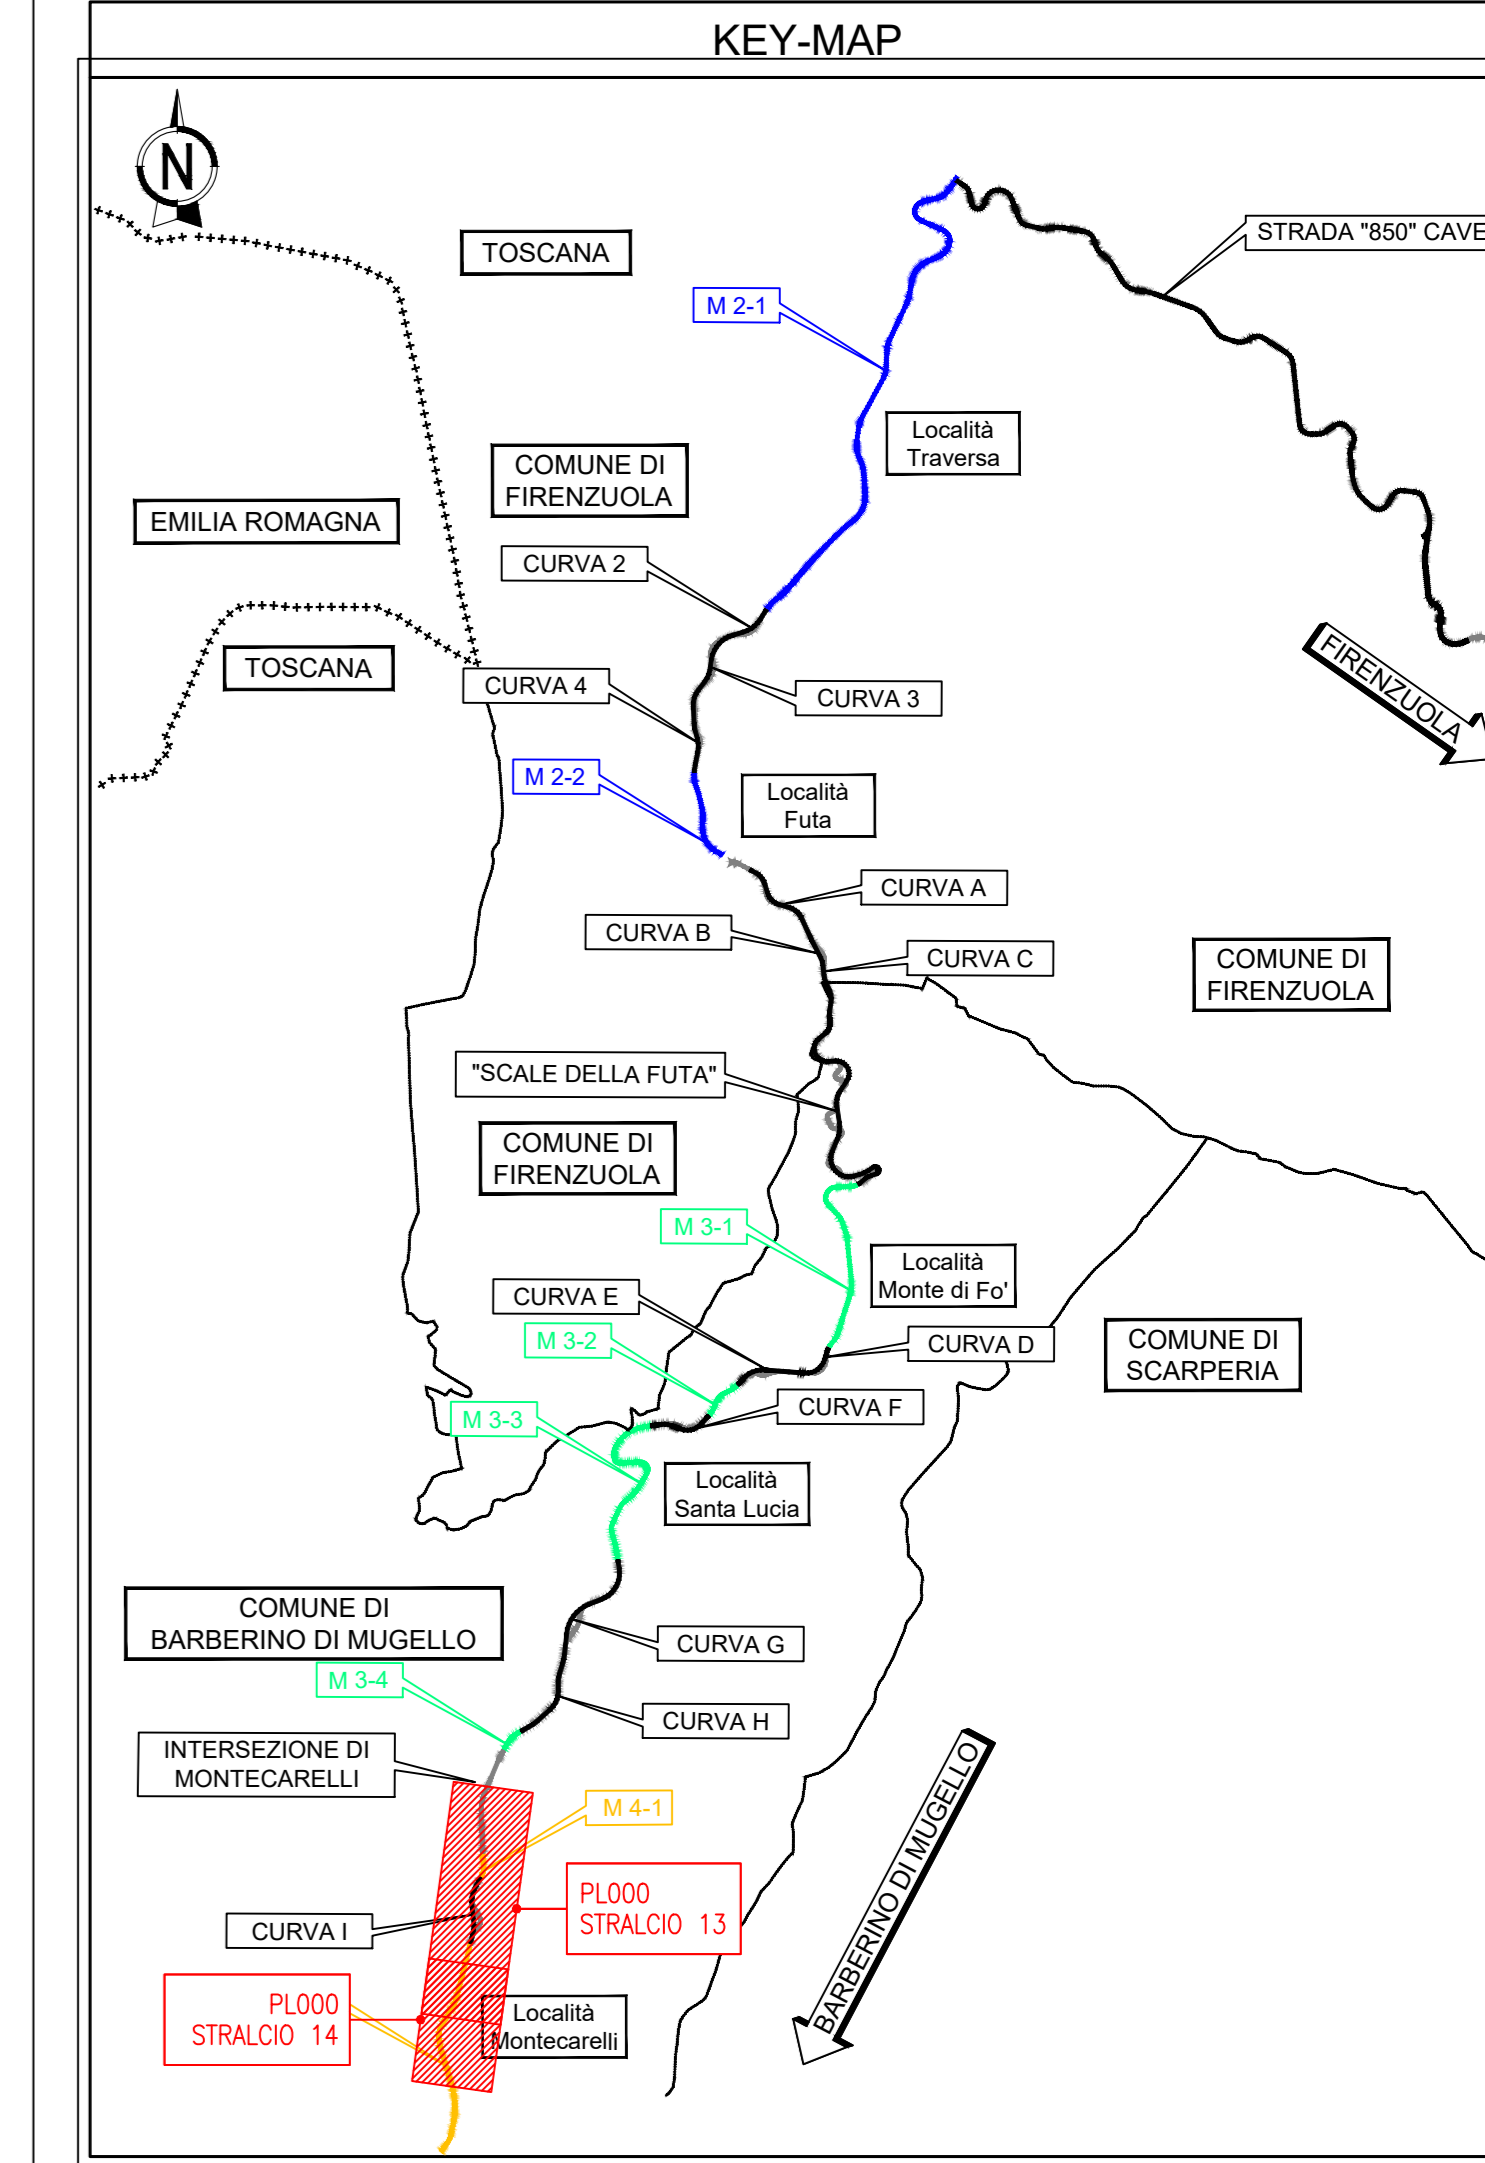 KEY-MAP
N
TOSCANA
STRADA "850" CAVE
M 2-1
Località
Traversa
COMUNE DI
FIRENZUOLA
EMILIA ROMAGNA
CURVA 2
TOSCANA
CURVA 4
CURVA 3
FIRENZUOLA
M 2-2
Località
Futa
CURVA A
CURVA B
CURVA C
COMUNE DI
FIRENZUOLA
"SCALE DELLA FUTA"
COMUNE DI
FIRENZUOLA
M 3-1
Località
Monte di Fo'
CURVA E
M 3-2
CURVA D
COMUNE DI
SCARPERIA
M 3-3
CURVA F
Località
Santa Lucia
COMUNE DI
BARBERINO DI MUGELLO
CURVA G
M 3-4
CURVA H
INTERSEZIONE DI
MONTECARELLI
M 4-1
BARBERINO DI MUGELLO
PL000
STRALCIO 13
CURVA I
PL000
STRALCIO 14
Località
Montecarelli